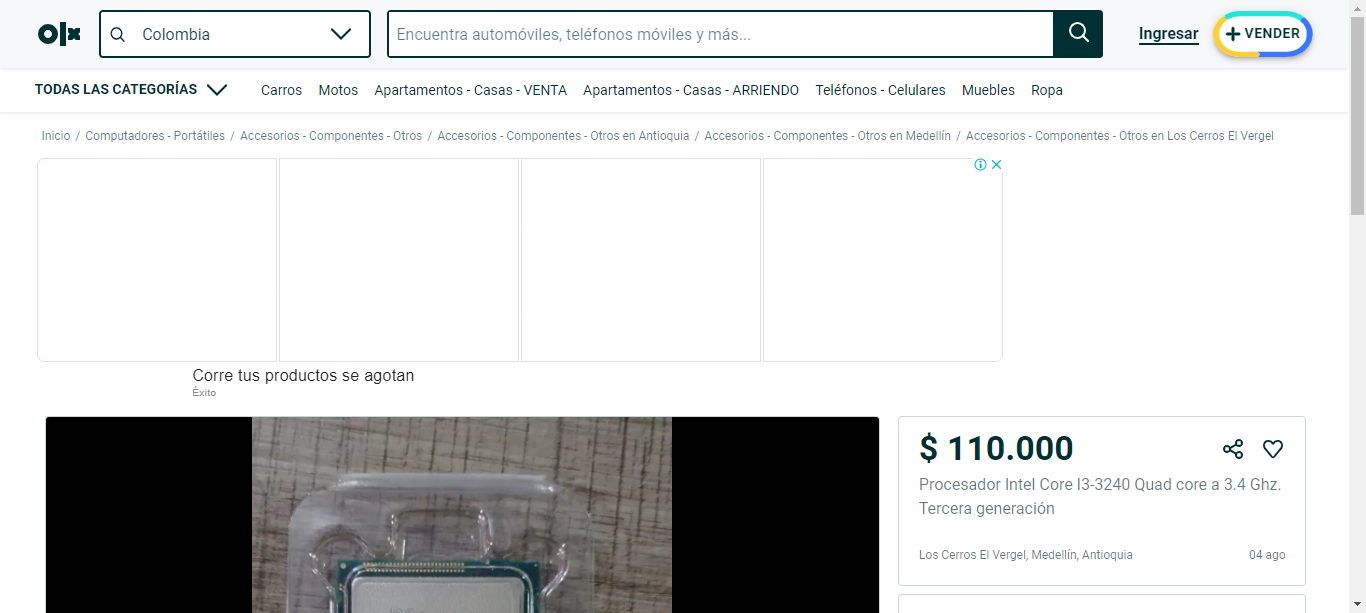 olx
Colombia
Encuentra automóviles, teléfonos móviles y más...
Ingresar
VENDER
TODAS LAS CATEGORÍAS
Carros
Motos
Apartamentos - Casas - VENTA
Apartamentos - Casas - ARRIENDO
Teléfonos - Celulares
Muebles
Ropa
Inicio / Computadores - Portátiles / Accesorios - Componentes - Otros / Accesorios - Componentes - Otros en Antioquia / Accesorios - Componentes - Otros en Medellín / Accesorios - Componentes - Otros en Los Cerros El Vergel
Corre tus productos se agotan
Éxito
$ 110.000
Procesador Intel Core I3-3240 Quad core a 3.4 Ghz.
Tercera generación
Los Cerros El Vergel, Medellín, Antioquia
04 ago